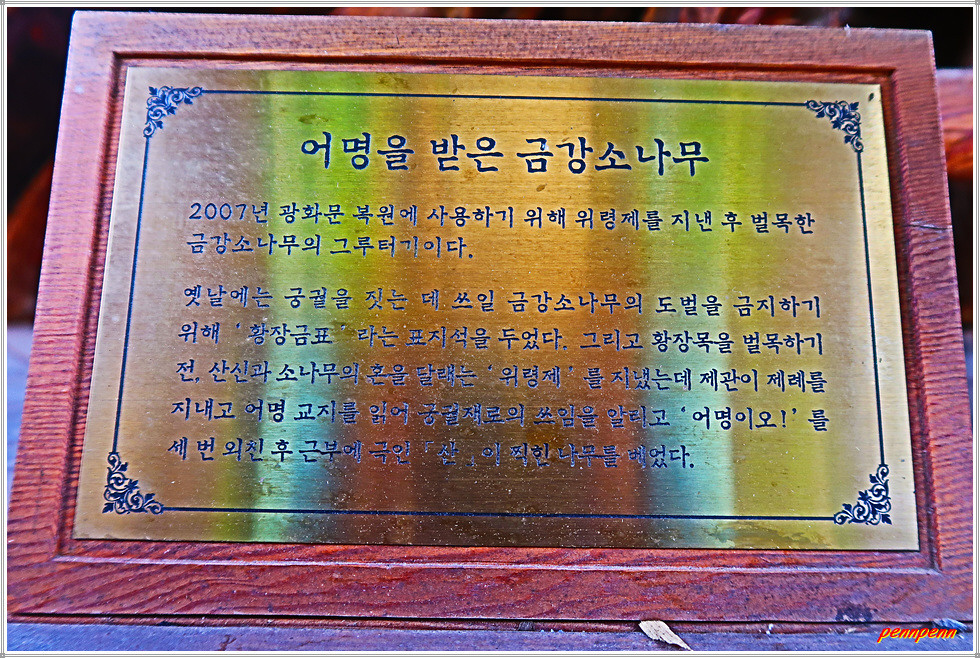 어명을 받은 금강소나무
2007년 광화문 복원에 사용하기 위해 위령제를 지낸 후 벌목한
금강소나무의 그루터기이다.
옛날에는 궁궐을 짓는 데 쓰일 금강소나무의 도벌을 금지하기
위해 ‘황장금표’ 라는 표지석을 두었다. 그리고 황장목을 벌목하기
전, 산신과 소나무의 혼을 달래는 ‘위령제’ 를 지냈는데 제관이 제례를
지내고 어명 교지를 읽어 궁궐재로의 쓰임을 알리고 ‘어명이오!’ 를
세 번 외친 후 근부에 극인 「산」이 찍힌 나무를 베었다.
pennpenn